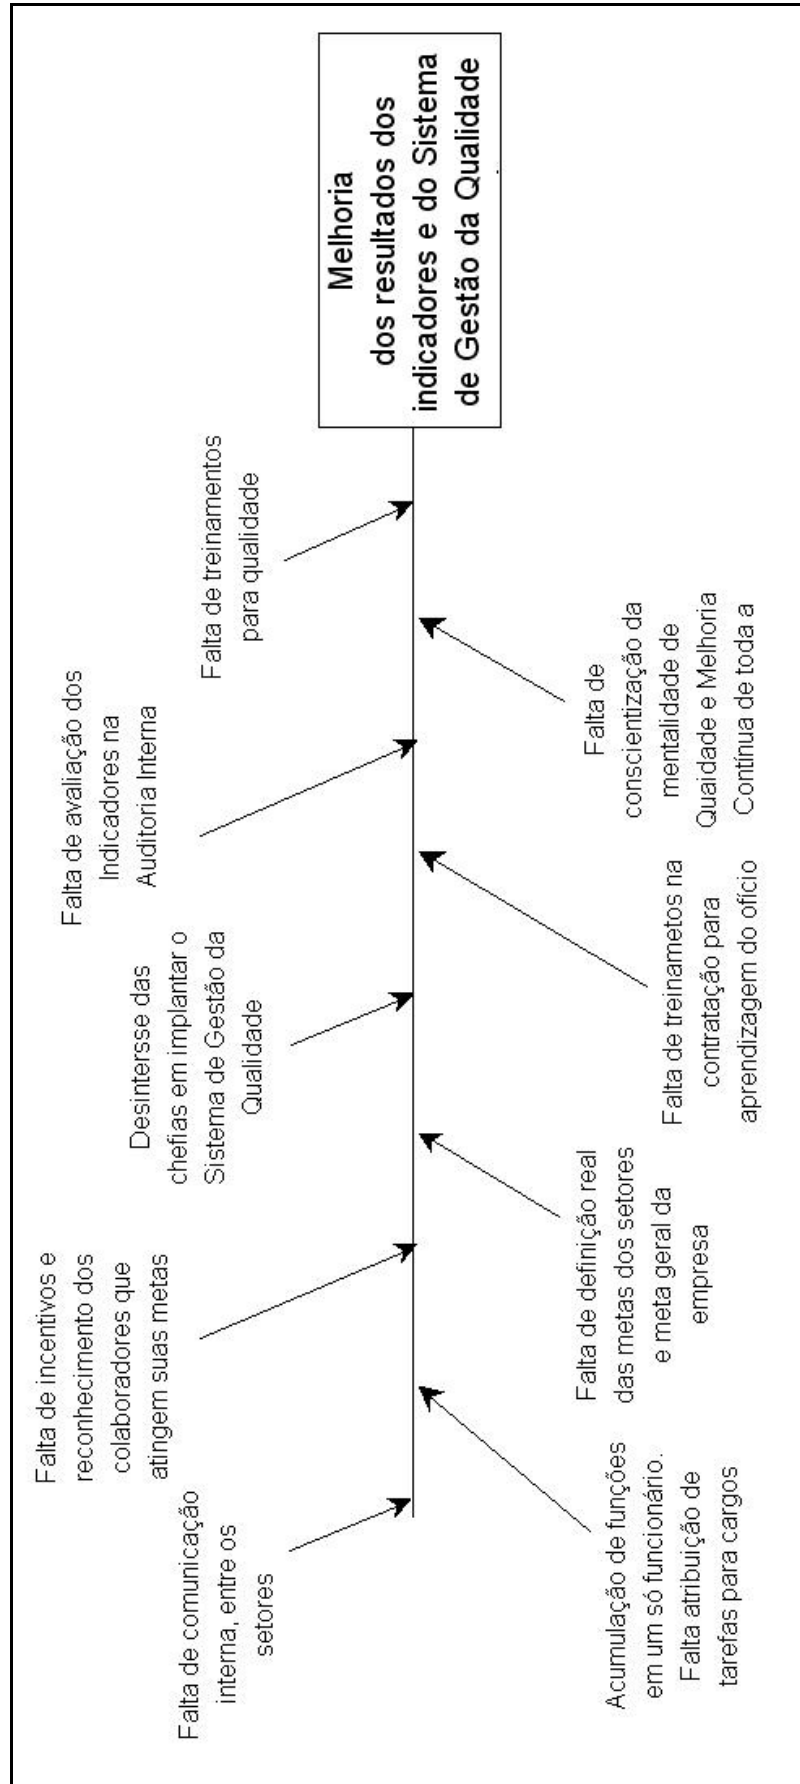 Falta de comunicação
interna, entre os
setores
Falta de incentivos e
reconhecimento dos
colaboradores que
atingem suas metas
Desintersse das
chefias em implantar o
Sistema de Gestão da
Qualidade
Falta de avaliação dos
Indicadores na
Auditoria Interna
Falta de treinamentos
para qualidade
Melhoria
dos resultados dos
indicadores e do Sistema
de Gestão da Qualidade
Acumulação de funções
em um só funcionário.
Falta atribuição de
tarefas para cargos
Falta de definição real
das metas dos setores
e meta geral da
empresa
Falta de treinametos na
contratação para
aprendizagem do ofício
Falta de
conscientização da
mentalidade de
Quaidade e Melhoria
Contínua de toda a